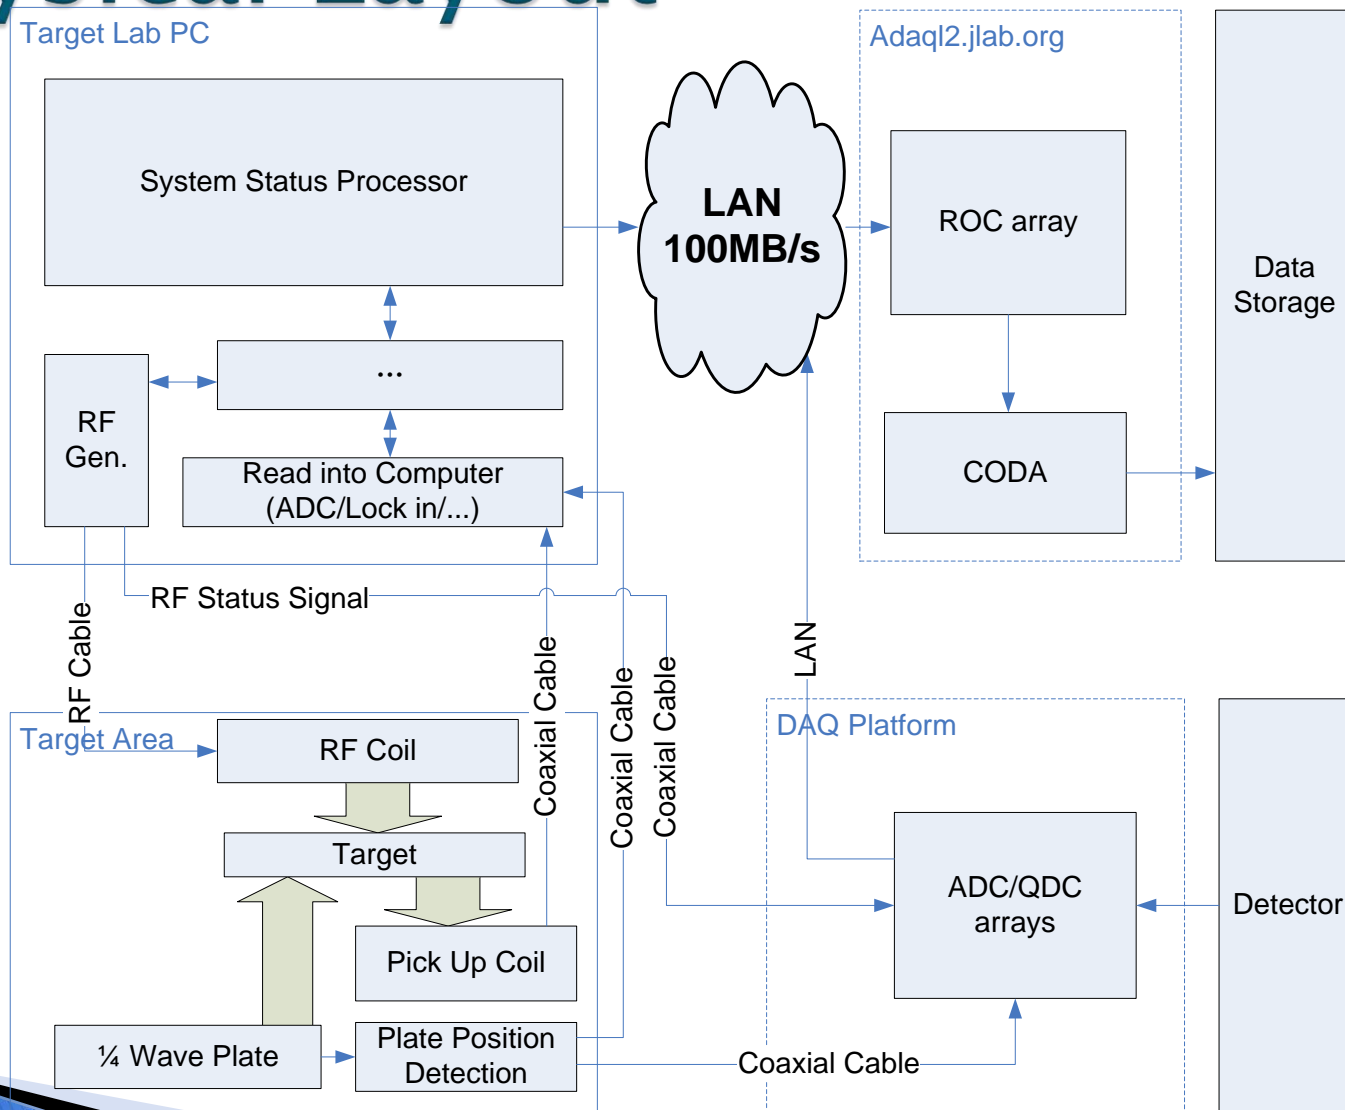 ysical Layout
Target Lab PC
Adaql2.jlab.org
System Status Processor
LAN
100MB/s
ROC array
Data
Storage
...
RF
Gen.
Read into Computer
(ADC/Lock in/...)
CODA
RF Status Signal
RF Cable
Coaxial Cable
Coaxial Cable
Coaxial Cable
LAN
Target Area
RF Coil
DAQ Platform
Target
ADC/QDC
arrays
Detector
Pick Up Coil
¼ Wave Plate
Plate Position
Detection
Coaxial Cable